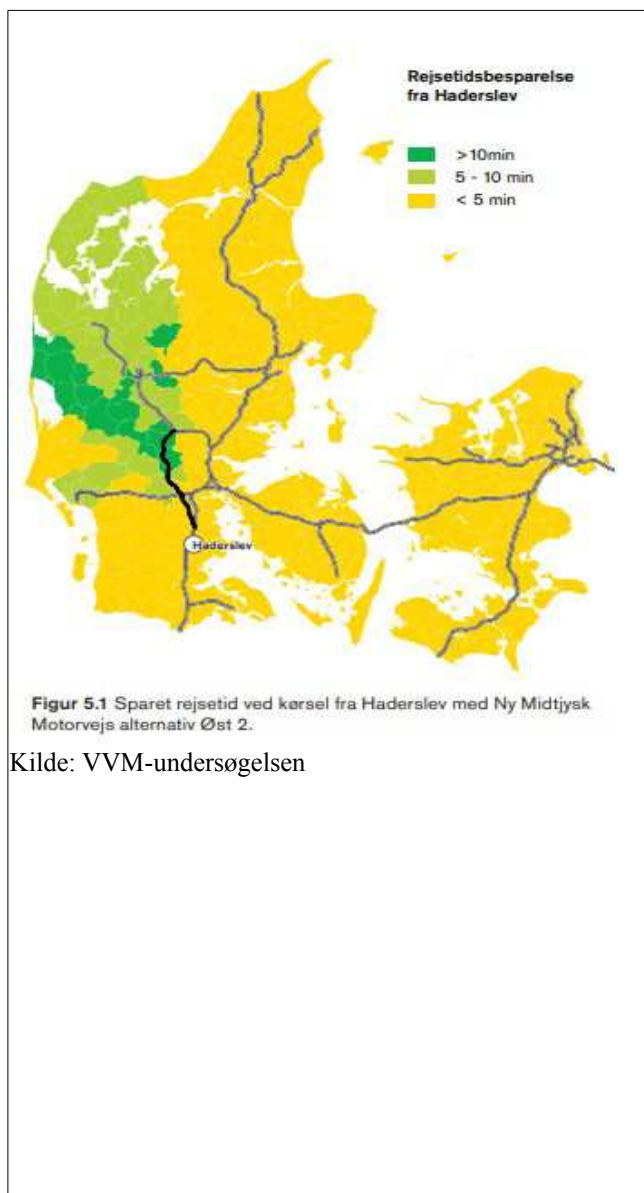 Rejsetidsbesparelse
fra Haderslev
>10min
5 - 10 min
< 5 min
Haderslev
Figur 5.1 Sparet rejsetid ved kørsel fra Haderslev med Ny Midtjysk
Motorvejs alternativ Øst 2.
Kilde: VVM-undersøgelsen